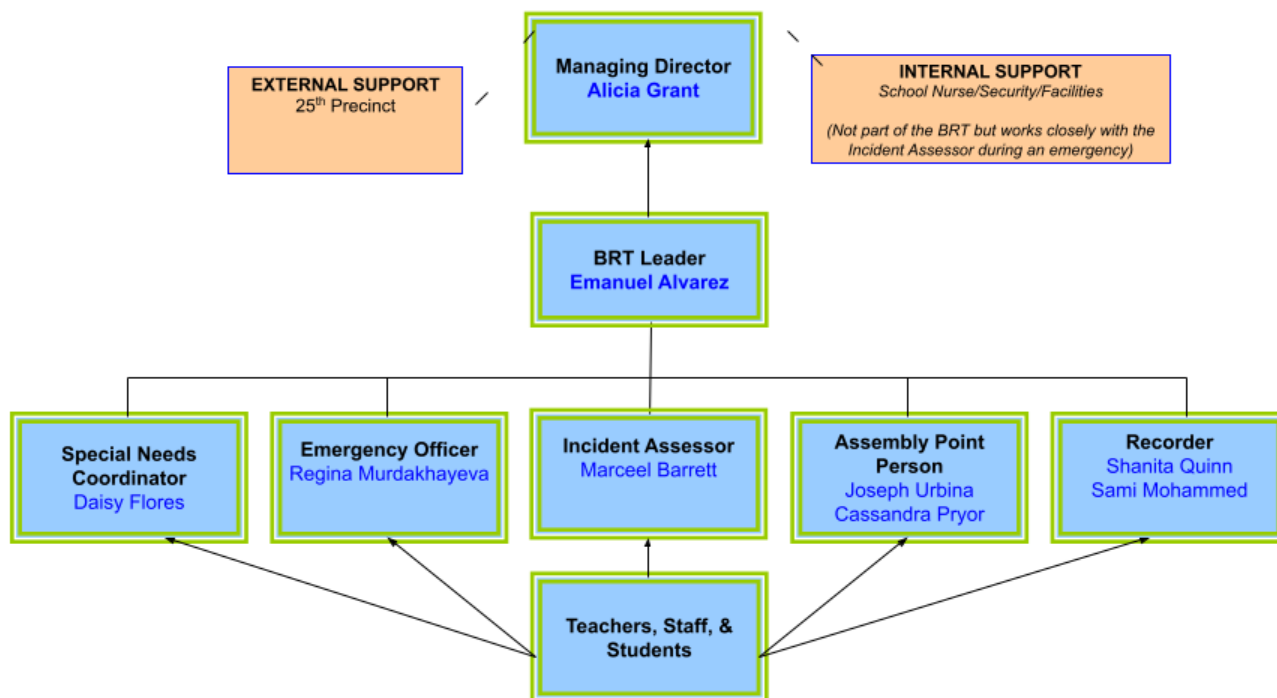 Managing Director
Alicia Grant
EXTERNAL SUPPORT
25th Precinct
INTERNAL SUPPORT
School Nurse/Security/Facilities
(Not part of the BRT but works closely with the
Incident Assessor during an emergency)
BRT Leader
Emanuel Alvarez
Special Needs
Coordinator
Daisy Flores
Emergency Officer
Regina Murdakhayeva
Incident Assessor
Marceel Barrett
Assembly Point
Person
Joseph Urbina
Cassandra Pryor
Recorder
Shanita Quinn
Sami Mohammed
Teachers, Staff, &
Students